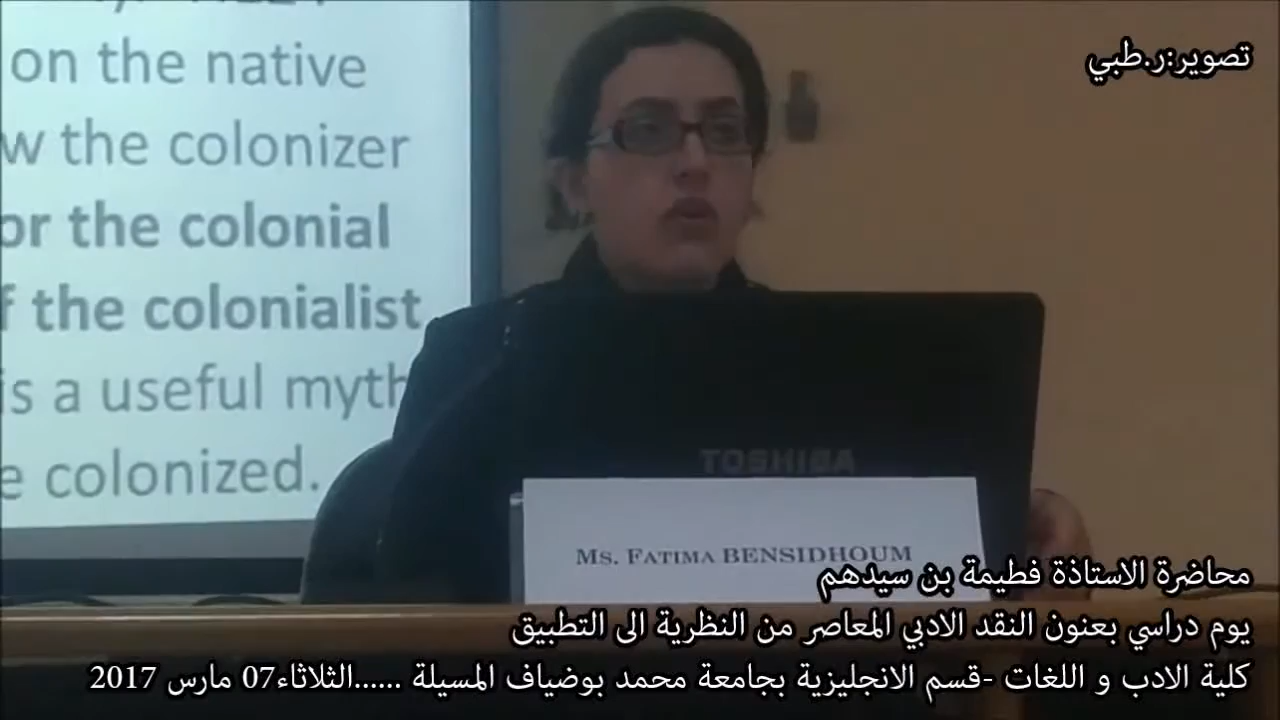 on the native
the colonizer
the colonial
the colonialist
is a useful myth
colonized.
تصوير:ر.طبي
TOSHIBA
MS. FATIMA BENSIDHOUM
محاضرة الاستاذة فطيمة بن سيدهم
يوم دراسي بعنون النقد الادبي المعاصر من النظرية الى التطبيق
كلية الادب و اللغات -قسم الانجليزية بجامعة محمد بوضياف المسيلة ......الثلاثاء07 مارس 2017